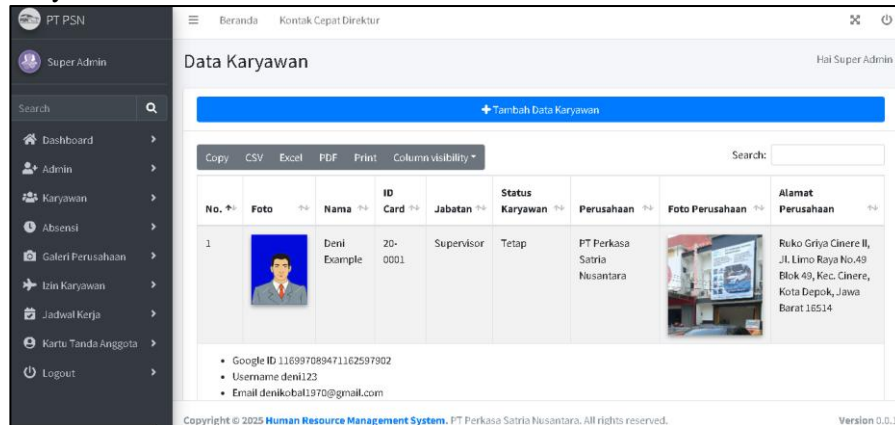 PT PSN
Beranda Kontak Cepat Direktur
Super Admin
Data Karyawan
Hai Super Admin
Search
Tambah Data Karyawan
Dashboard
Admin
Karyawan
Absensi
Galeri Perusahaan
Izin Karyawan
Jadwal Kerja
Kartu Tanda Anggota
Logout
Copy CSV Excel PDF Print Column visibility
Search:
No. Foto Nama ID Card Jabatan Status Karyawan Perusahaan Foto Perusahaan Alamat Perusahaan
1 Deni Example 20-0001 Supervisor Tetap PT Perkasa Satria Nusantara Ruko Griya Cinere II, Jl. Limo Raya No.49 Blok 49, Kec. Cinere, Kota Depok, Jawa Barat 16514
Google ID 116997089471162597902
Username deni123
Email denikobal1970@gmail.com
Copyright © 2025 Human Resource Management System. PT Perkasa Satria Nusantara. All rights reserved.
Version 0.0.1